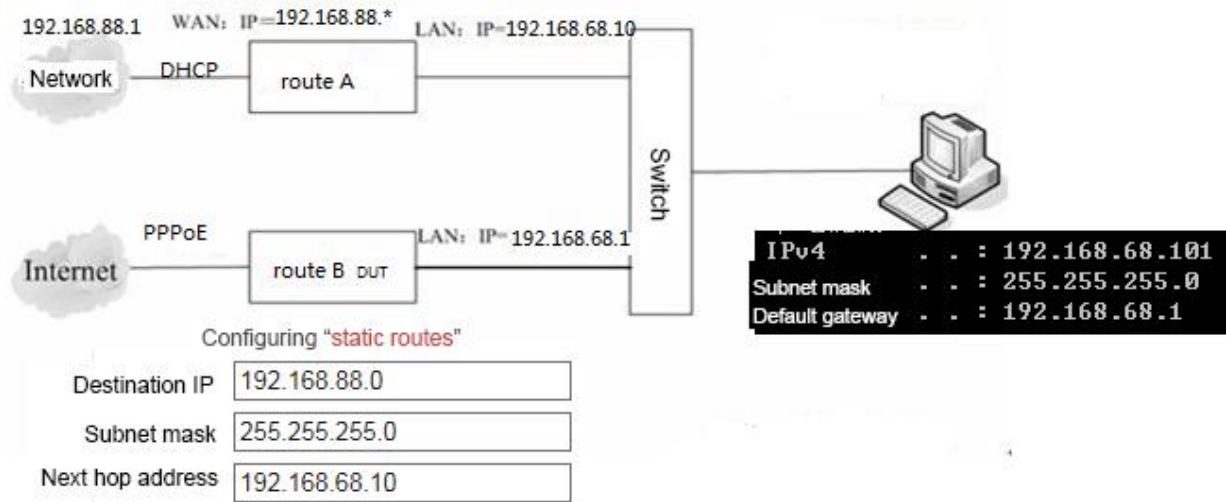 192.168.88.1
WAN: IP=192.168.88.*
LAN: IP=192.168.68.10
Network
DHCP
route A
Switch
PPPoE
LAN: IP=192.168.68.1
Internet
route B DUT
IPv4 . . : 192.168.68.101
Subnet mask . . : 255.255.255.0
Default gateway . . : 192.168.68.1
Configuring “static routes”
Destination IP 192.168.88.0
Subnet mask 255.255.255.0
Next hop address 192.168.68.10